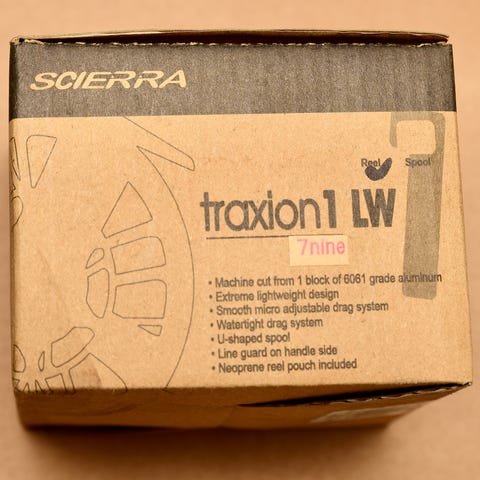 SCIERRA
Reel Spool
traxion1 LW
7nine
• Machine cut from 1 block of 6061 grade aluminum
• Extreme lightweight design
• Smooth micro adjustable drag system
• Watertight drag system
• U-shaped spool
• Line guard on handle side
• Neoprene reel pouch included